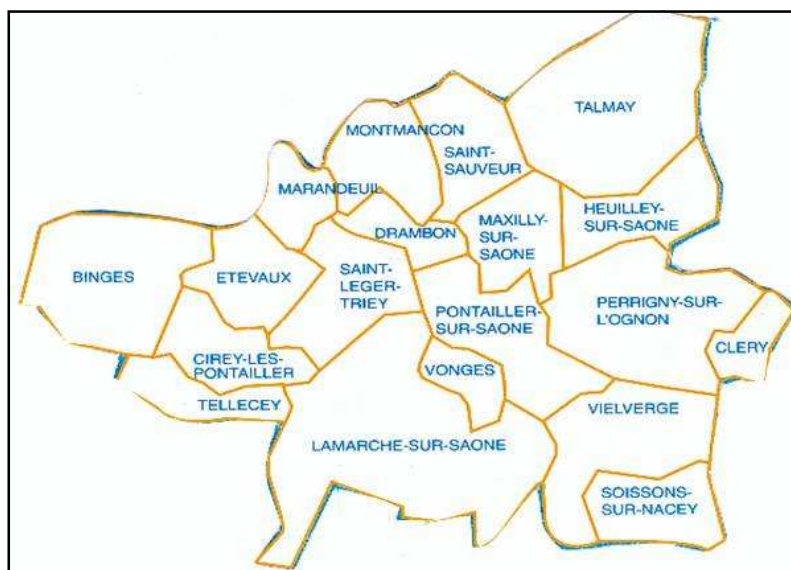 TALMAY
MONTMANCON
SAINT-
SAUVEUR
MARANDEUIL
HEUILLEY-
SUR-SAONE
DRAMBON
MAXILLY-
SUR-
SAONE
BINGES
ETEVAUX
SAINT-
LEGER-
TRIEY
PERRIGNY-SUR-
L'OGNON
PONTAILLER-
SUR-SAONE
CLERY
CIREY-LES-
PONTAILLER
VONGES
TELLECEY
VIELVERGE
LAMARCHE-SUR-SAONE
SOISSONS-
SUR-NACEY